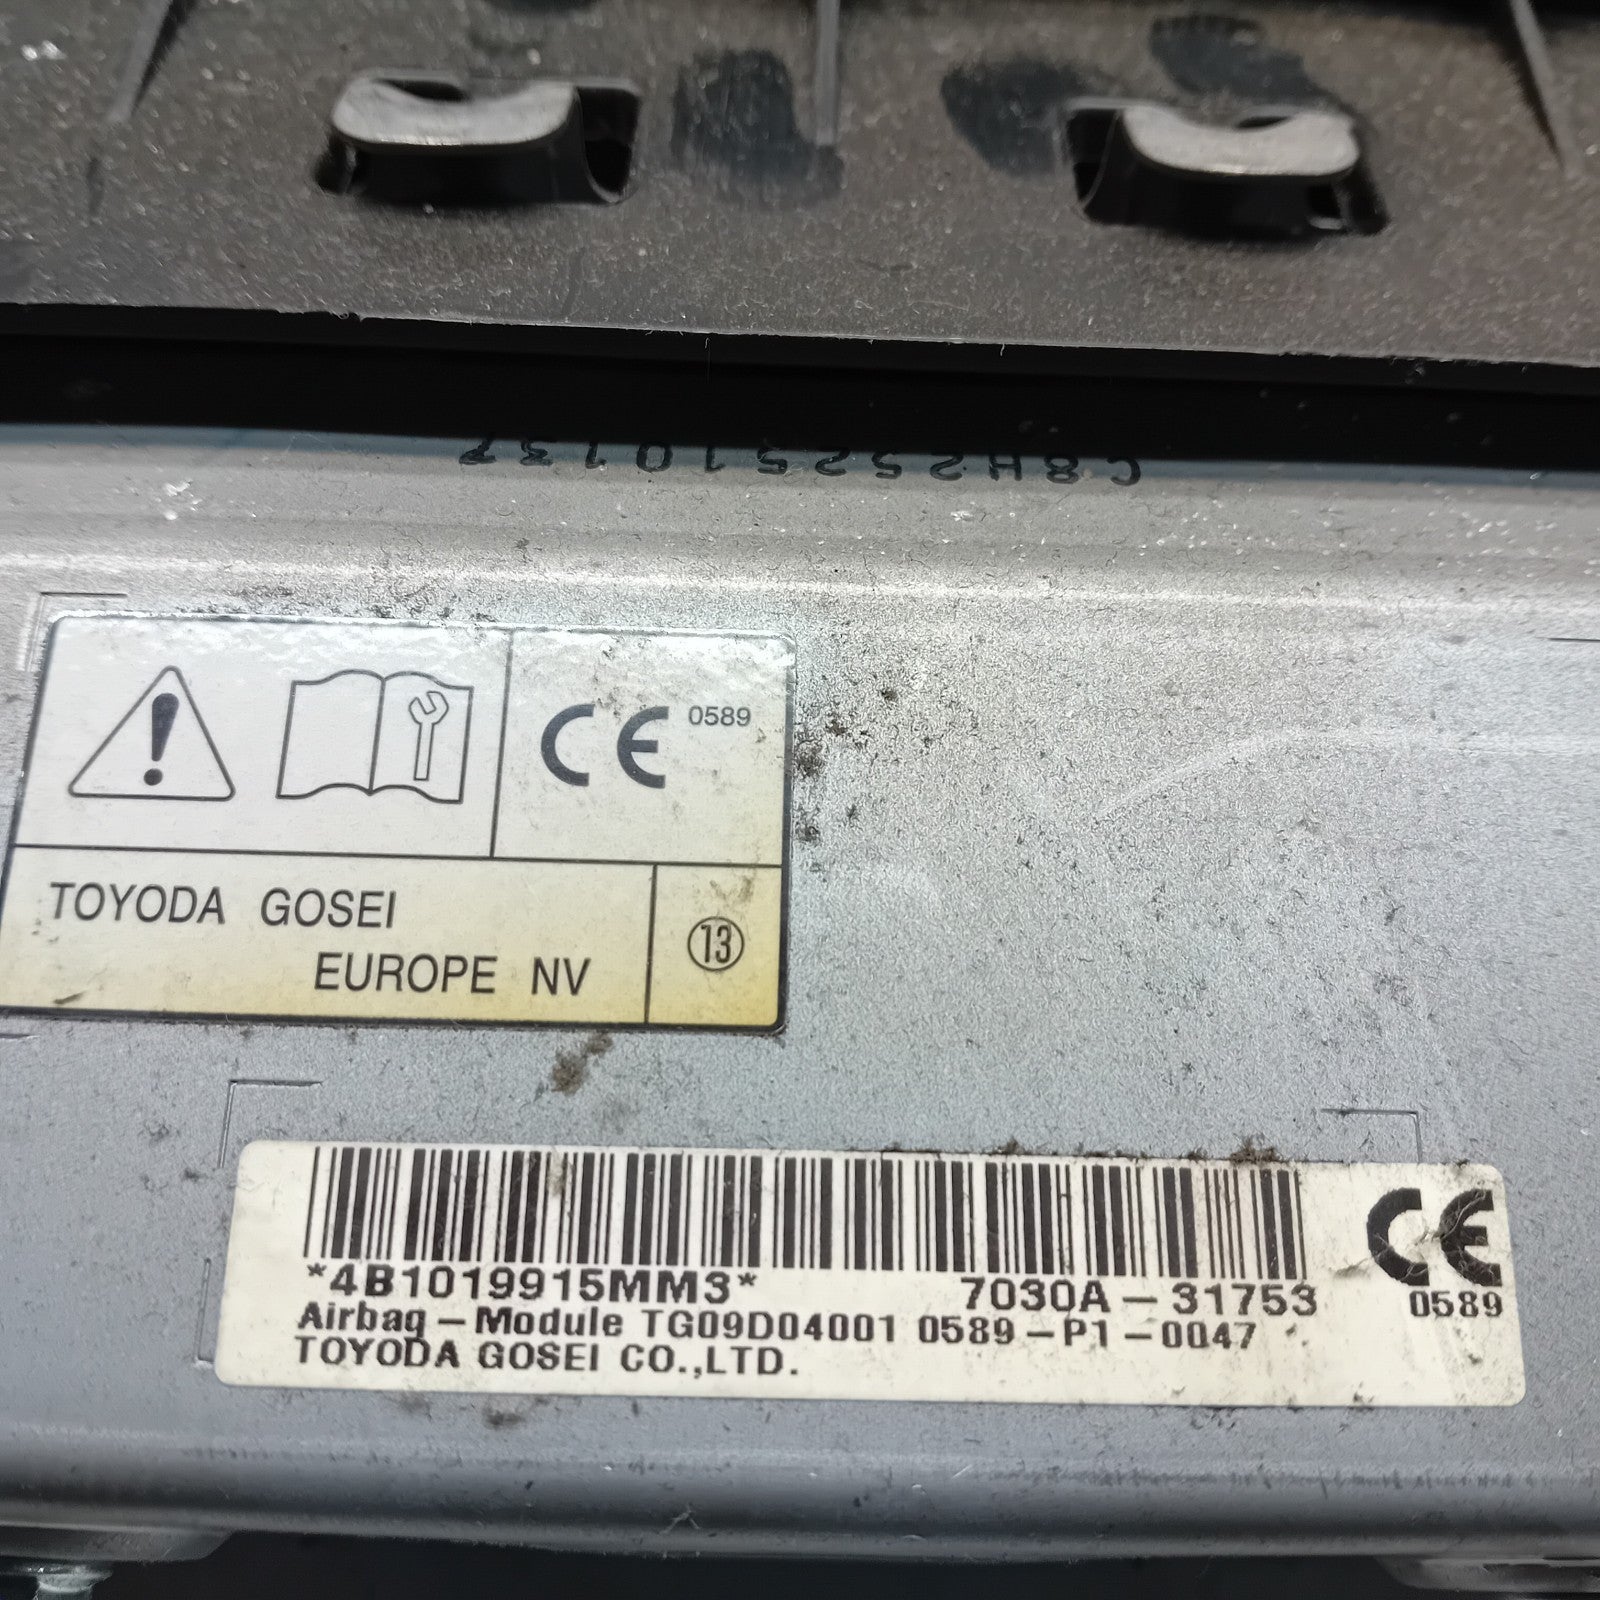 C8H252510137
CE 0589
TOYODA GOSEI
EUROPE NV
13
*4B1019915MM3* 7030A-31753
Airbag-Module TG09D04001 0589-P1-0047
TOYODA GOSEI CO.,LTD.
CE
0589